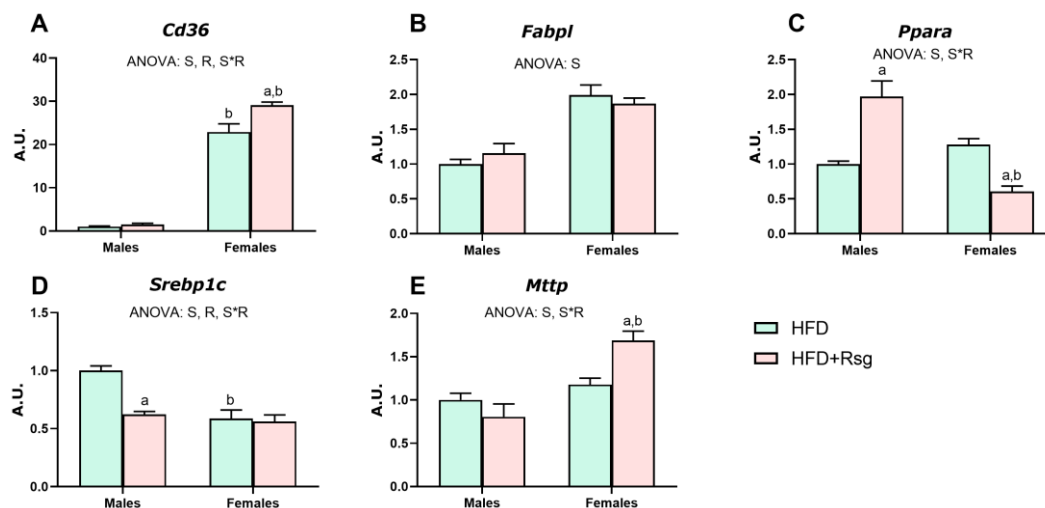 A
Cd36
ANOVA: S, R, S*R
A.U.
40
30
20
10
0
b
a,b
Males
Females
B
Fabpl
ANOVA: S
A.U.
2.5
2.0
1.5
1.0
0.5
0.0
Males
Females
C
Ppara
ANOVA: S, S*R
A.U.
2.5
2.0
1.5
1.0
0.5
0.0
a
a,b
Males
Females
D
Srebp1c
ANOVA: S, R, S*R
A.U.
1.5
1.0
0.5
0.0
a
b
Males
Females
E
Mttp
ANOVA: S, S*R
A.U.
2.0
1.5
1.0
0.5
0.0
a,b
Males
Females
HFD
HFD+Rsg